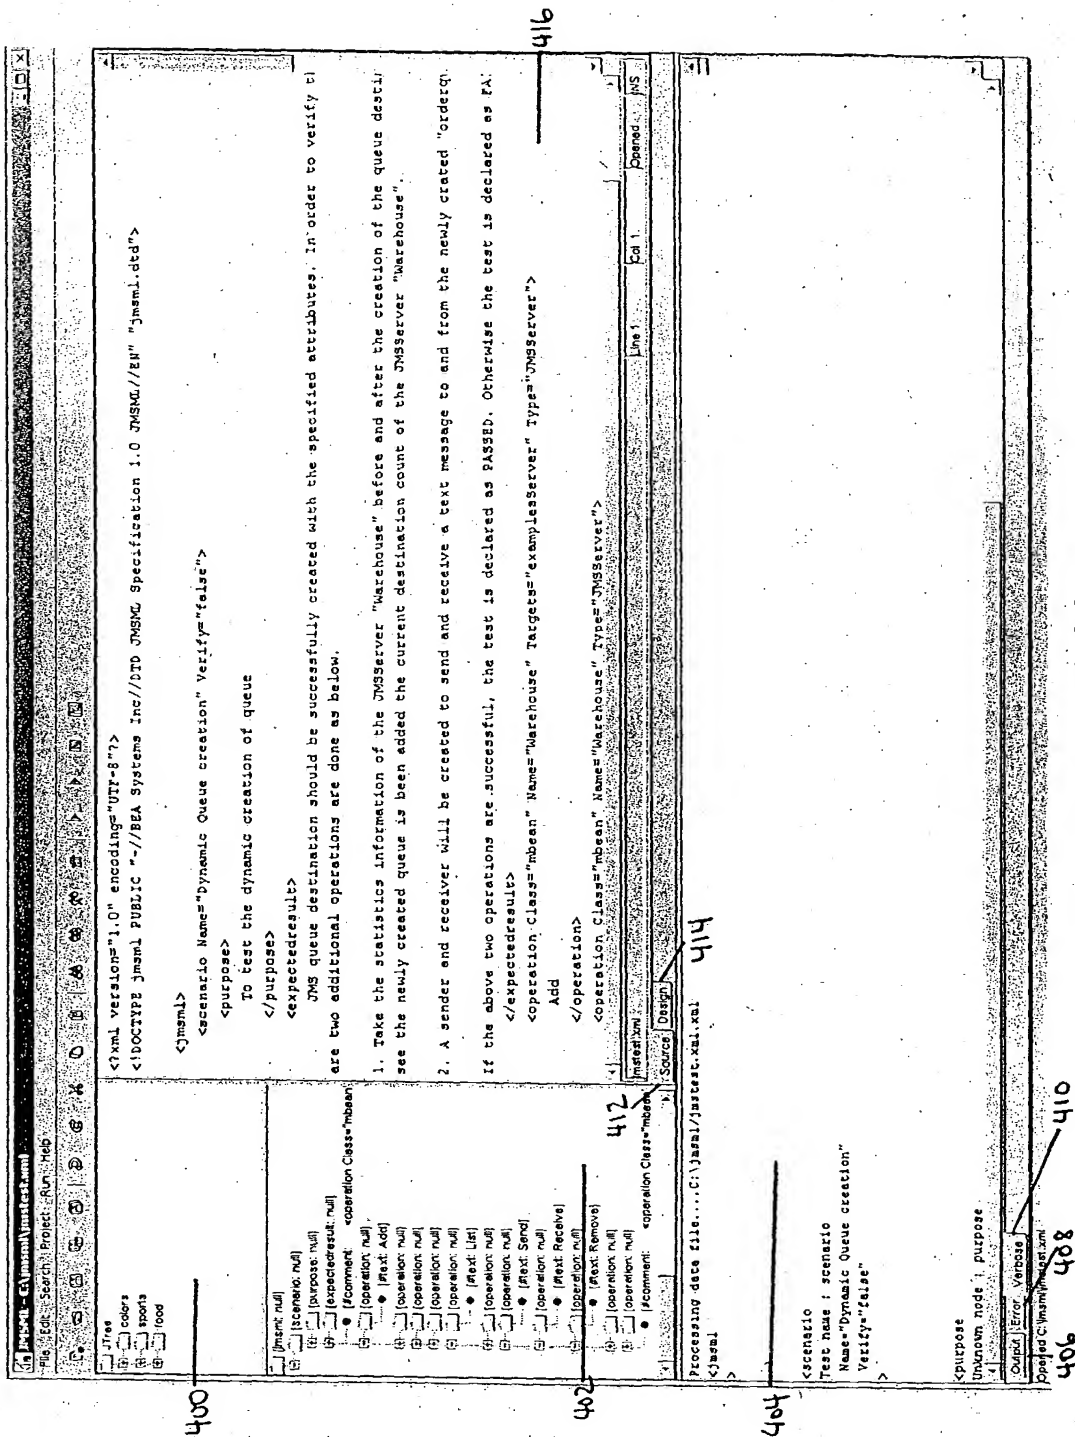 JMSML - C:\jmsml\jmstest.xml
File Edit Search Project Run Help
JTree
colors
sports
food
400
[jmsml: null]
[scenario: null]
[purpose: null]
[expectedresult: null]
[#comment: <operation Class="mbean
[operation: null]
[#text: Add]
[operation: null]
[operation: null]
[operation: null]
[operation: null]
[#text: List]
[operation: null]
[#text: Send]
[operation: null]
[#text: Receive]
[operation: null]
[#text: Remove]
[operation: null]
[#comment: <operation Class="mbean
402
<?xml version="1.0" encoding="UTF-8"?>
<!DOCTYPE jmsml PUBLIC "-//BEA Systems Inc//DTD JMSML Specification 1.0 JMSML//EN" "jmsml.dtd">
<jmsml>
<scenario Name="Dynamic Queue creation" Verify="false">
<purpose>
To test the dynamic creation of queue
</purpose>
<expectedresult>
JMS queue destination should be successfully created with the specified attributes. In order to verify t
are two additional operations are done as below.
1. Take the statistics information of the JMSServer "Warehouse" before and after the creation of the queue desti
see the newly created queue is been added the current destination count of the JMSServer "Warehouse".
2. A sender and receiver will be created to send and receive a text message to and from the newly crated "orderq
If the above two operations are successful, the test is declared as PASSED. Otherwise the test is declared as FA
</expectedresult>
<operation Class="mbean" Name="Warehouse" Targets="examplesServer" Type="JMSServer">
Add
</operation>
<operation Class="mbean" Name="Warehouse" Type="JMSServer">
416
jmstest.xml
Line 1
Col 1
Opened
INS
Source
Design
412
414
Processing data file....C:\jmsml/jmstest.xml.xml
<jmsml
>
<scenario
Test name : scenario
Name="Dynamic Queue creation"
Verify="false"
>
<purpose
Unknown node : purpose
404
Output
Error
Verbose
Opened C:\jmsml\jmstest.xml
406
408
410